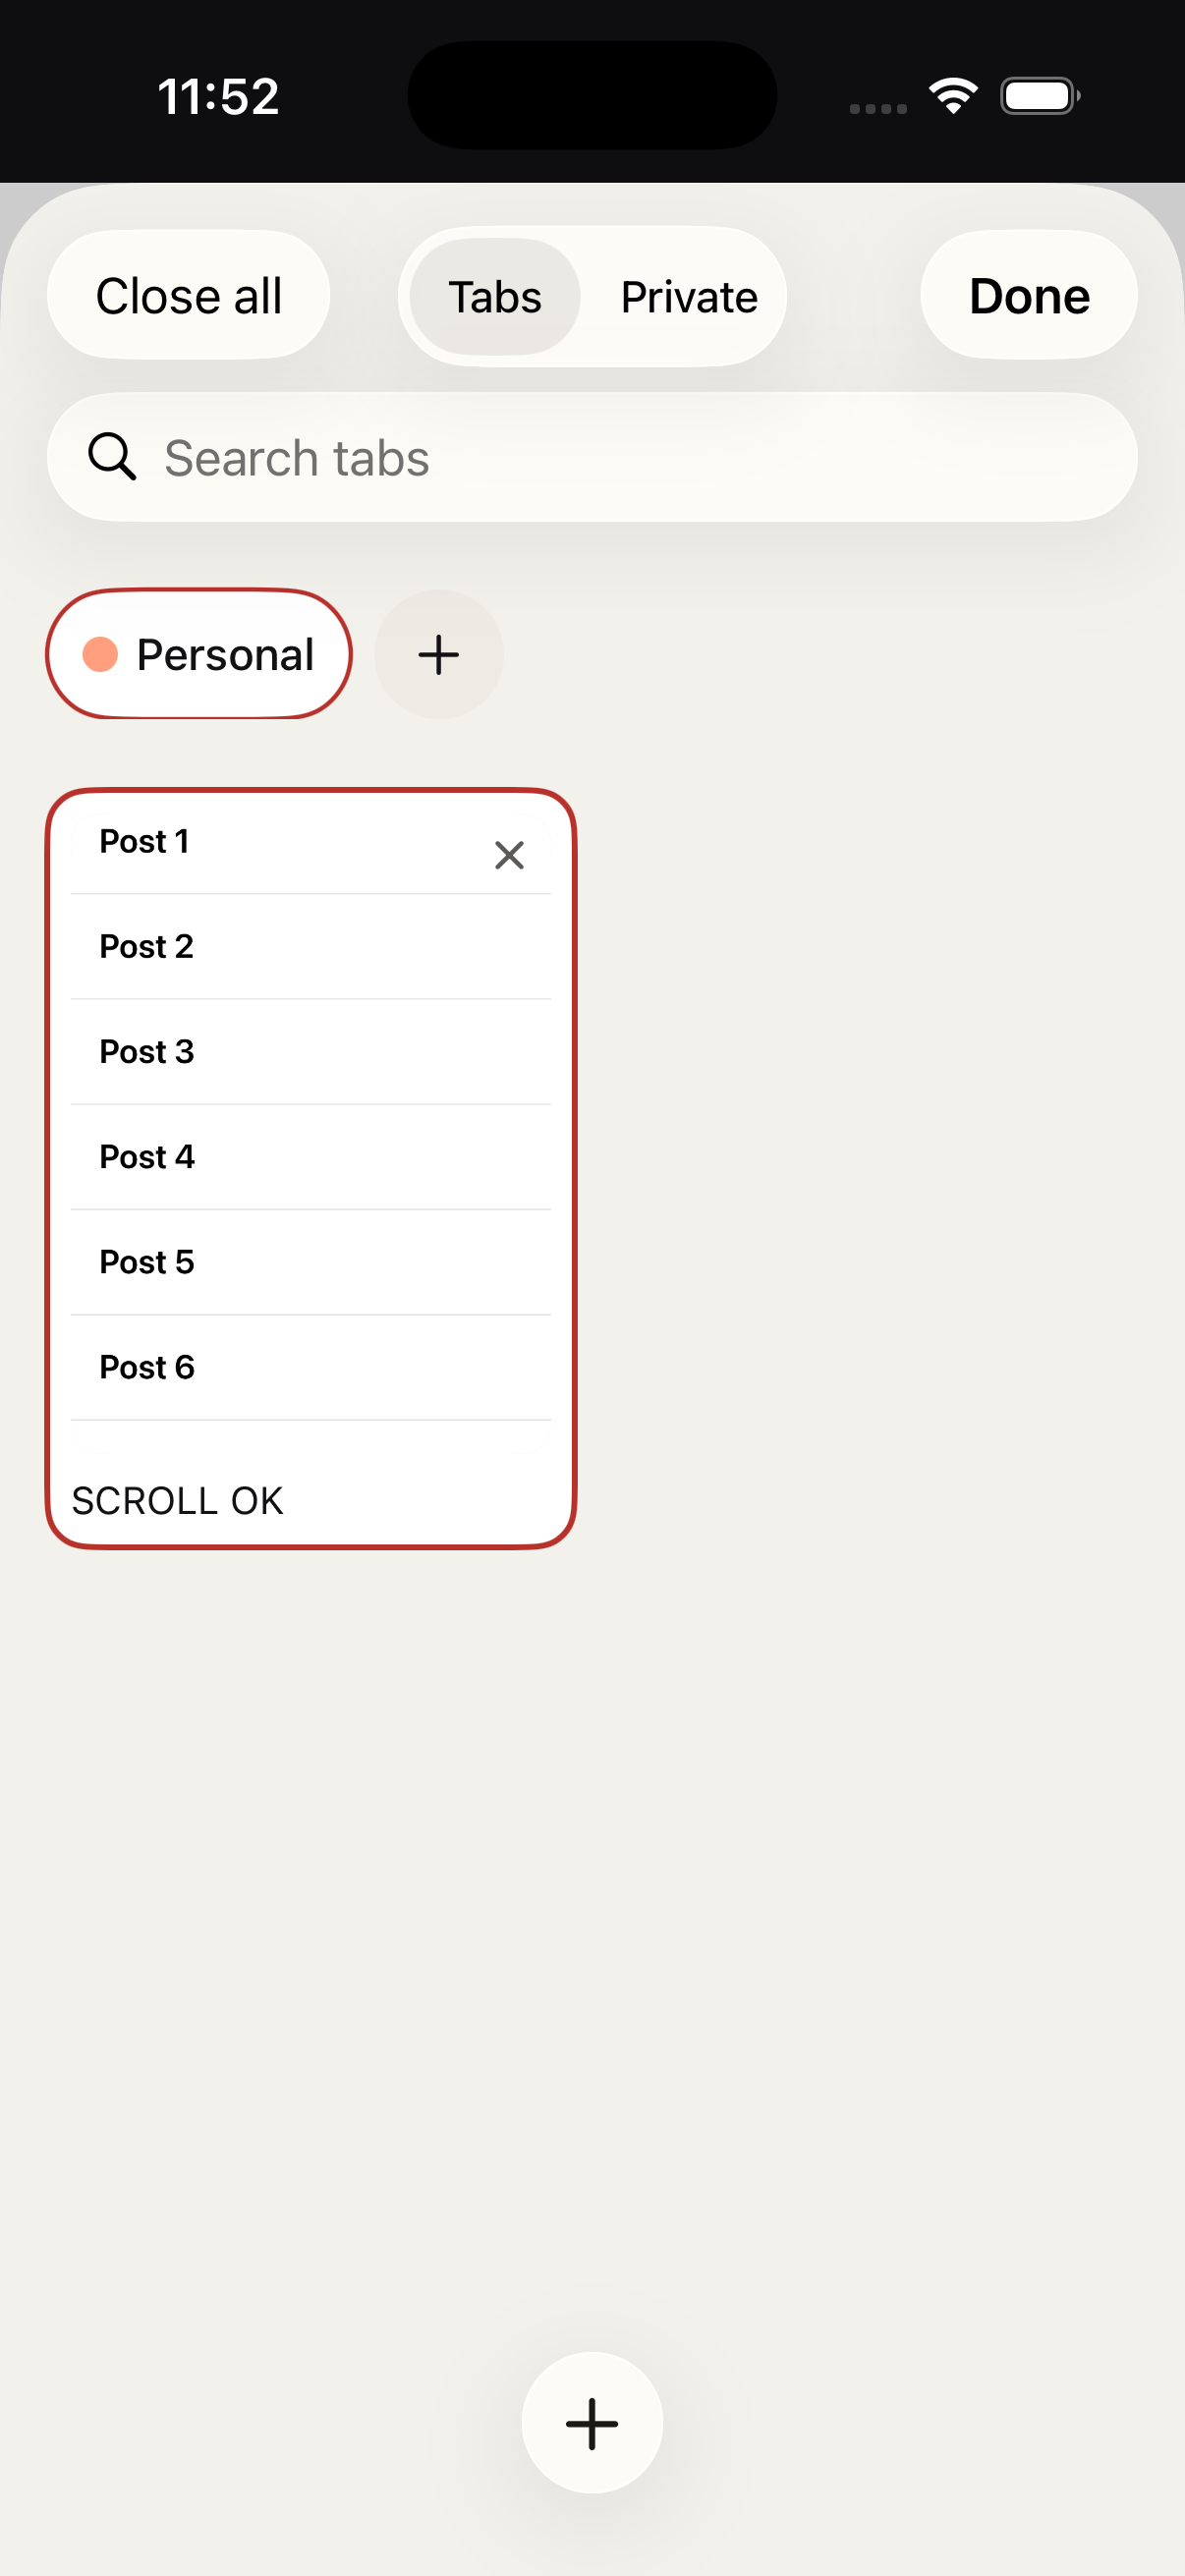 11:52
Close all
Tabs
Private
Done
Search tabs
Personal
Post 1
Post 2
Post 3
Post 4
Post 5
Post 6
SCROLL OK